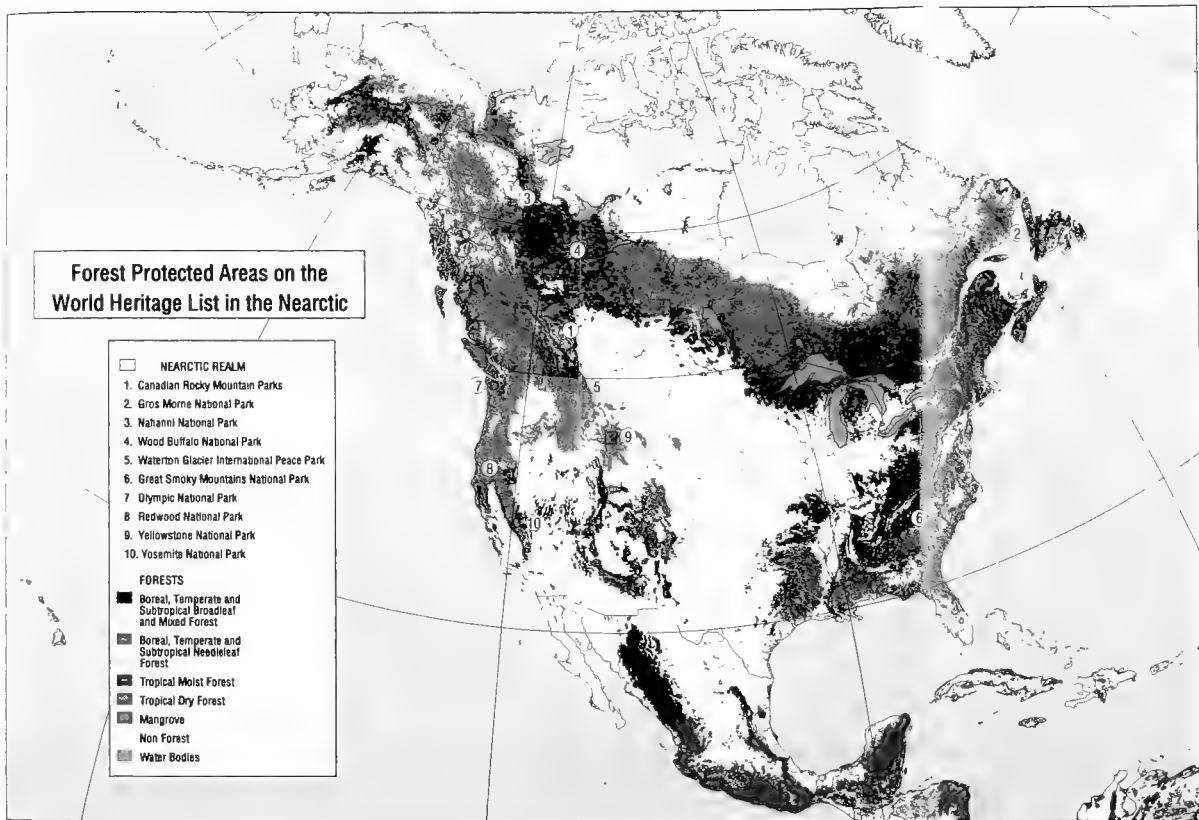 Forest Protected Areas on the
World Heritage List in the Nearctic
NEARCTIC REALM
1. Canadian Rocky Mountain Parks
2. Gros Morne National Park
3. Nahanni National Park
4. Wood Buffalo National Park
5. Waterton Glacier International Peace Park
6. Great Smoky Mountains National Park
7. Olympic National Park
8 Redwood National Park
9. Yellowstone National Park
10. Yosemite National Park
FORESTS
Boreal, Temperate and
Subtropical Broadleaf
and Mixed Forest
Boreal, Temperate and
Subtropical Needleleaf
Forest
Tropical Moist Forest
Tropical Dry Forest
Mangrove
Non Forest
Water Bodies
3
2
4
1
7
5
9
8
10
6